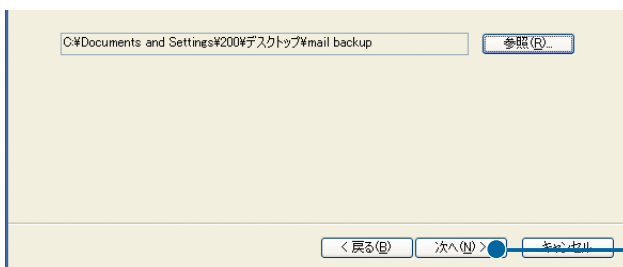 C:¥Documents and Settings¥200¥デスクトップ¥mail backup
参照(R)...
< 戻る(B)
次へ(N) >
キャンセル